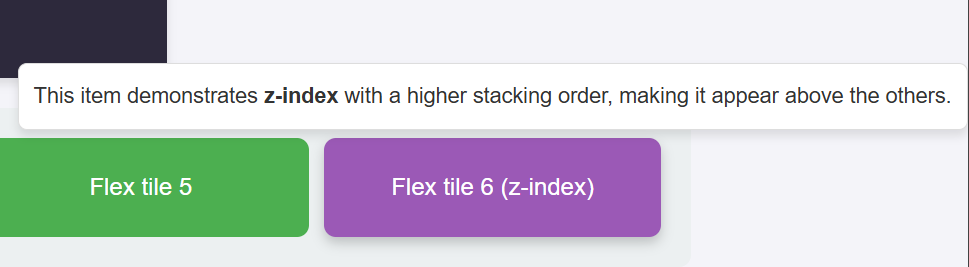 This item demonstrates z-index with a higher stacking order, making it appear above the others.
Flex tile 5
Flex tile 6 (z-index)